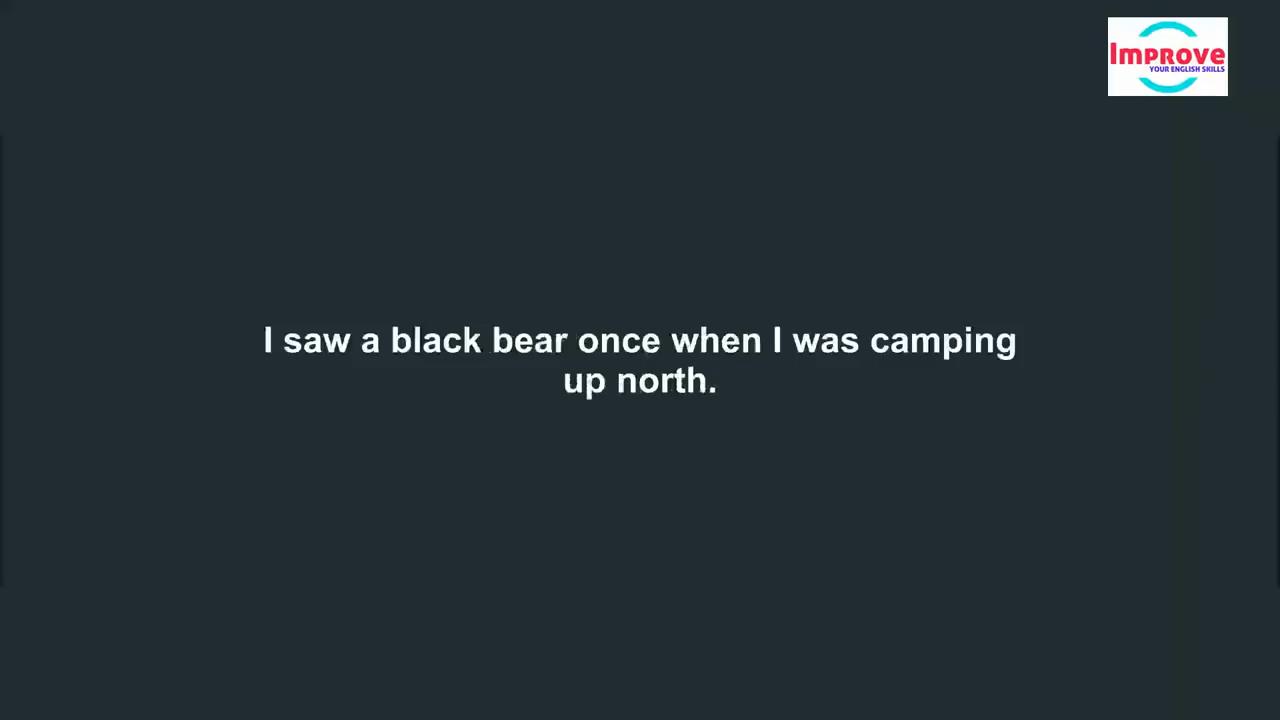 Improve
YOUR ENGLISH SKILLS
I saw a black bear once when I was camping
up north.